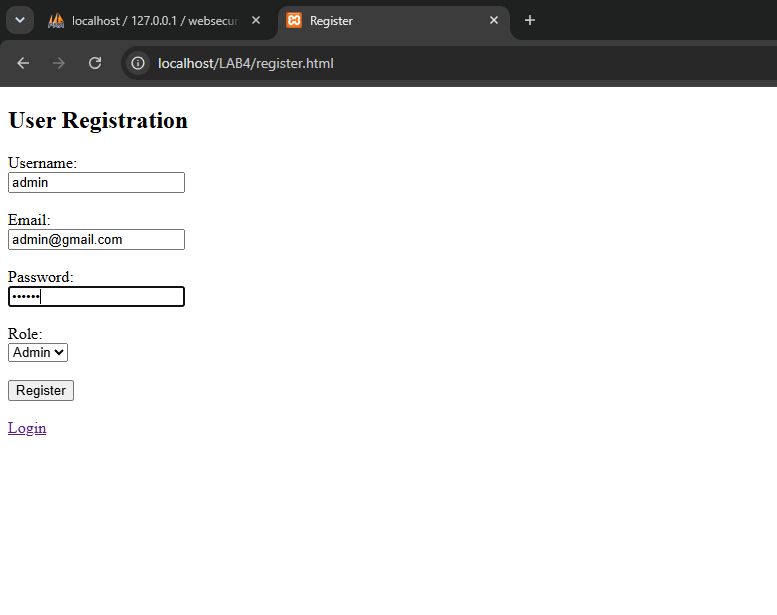 localhost / 127.0.0.1 / websecur
Register
localhost/LAB4/register.html
User Registration
Username:
admin
Email:
admin@gmail.com
Password:
••••••
Role:
Admin
Register
Login